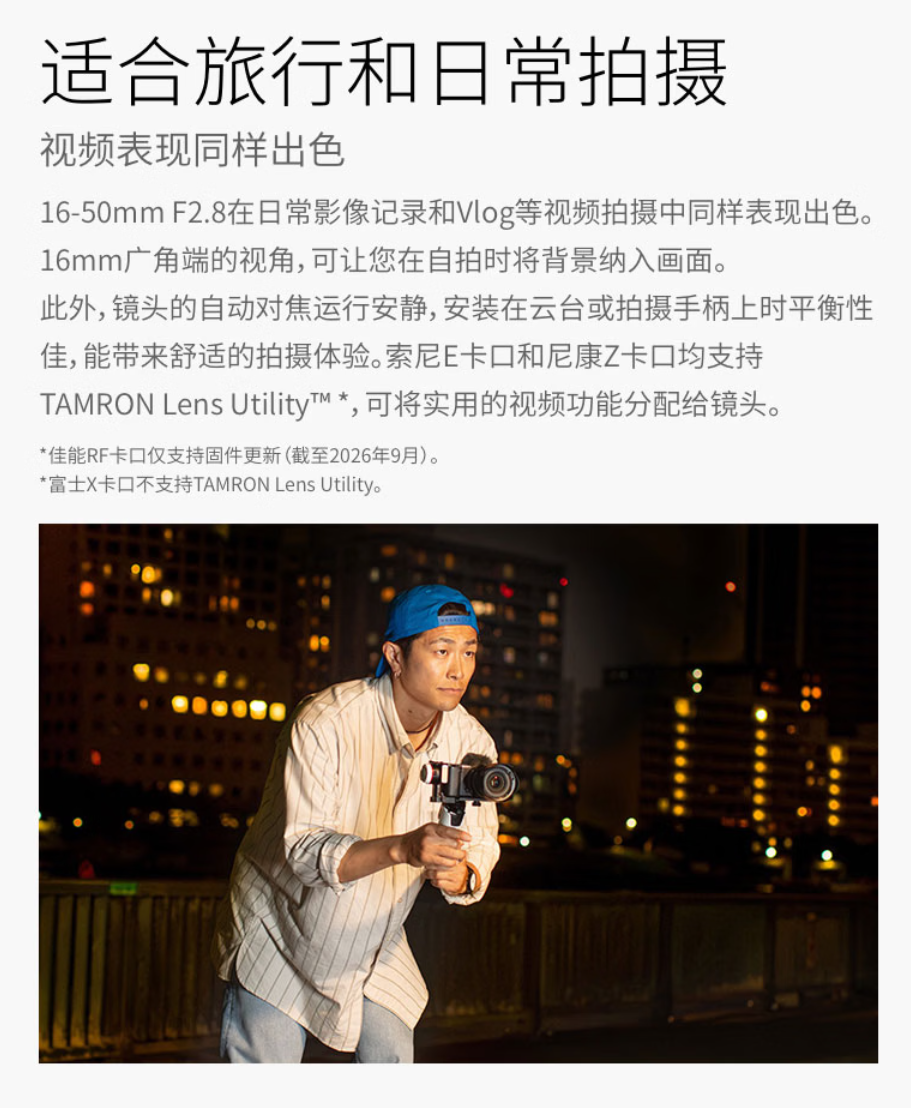 适合旅行和日常拍摄
视频表现同样出色
16-50mm F2.8在日常影像记录和Vlog等视频拍摄中同样表现出色。
16mm广角端的视角，可让您在自拍时将背景纳入画面。
此外，镜头的自动对焦运行安静，安装在云台或拍摄手柄上时平衡性
佳，能带来舒适的拍摄体验。索尼E卡口和尼康Z卡口均支持
TAMRON Lens Utility™ *，可将实用的视频功能分配给镜头。
*佳能RF卡口仅支持固件更新（截至2026年9月）。
*富士X卡口不支持TAMRON Lens Utility。